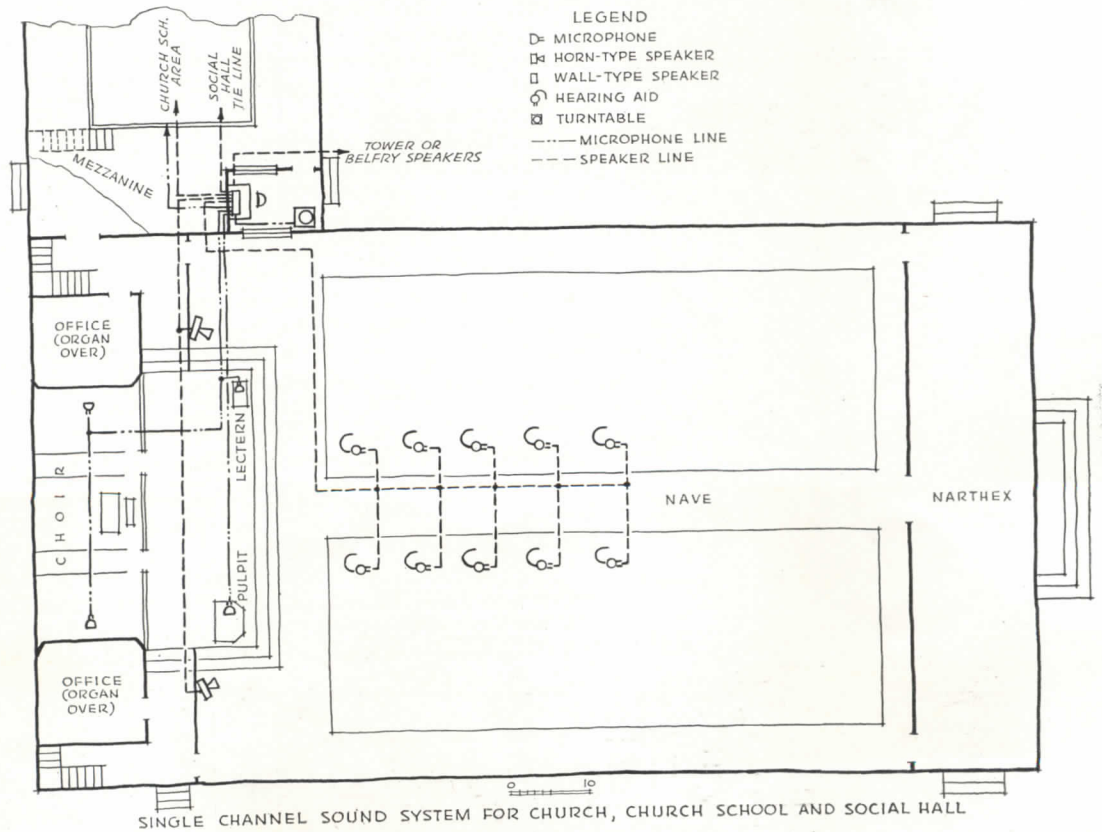 LEGEND
MICROPHONE
HORN-TYPE SPEAKER
WALL-TYPE SPEAKER
HEARING AID
TURNTABLE
MICROPHONE LINE
SPEAKER LINE
CHURCH SCH.
AREA
SOCIAL
HALL
TIE LINE
TOWER OR
BELFRY SPEAKERS
MEZZANINE
OFFICE
(ORGAN
OVER)
LECTERN
CHOIR
NAVE
NARTHEX
PULPIT
OFFICE
(ORGAN
OVER)
0 10
SINGLE CHANNEL SOUND SYSTEM FOR CHURCH, CHURCH SCHOOL AND SOCIAL HALL